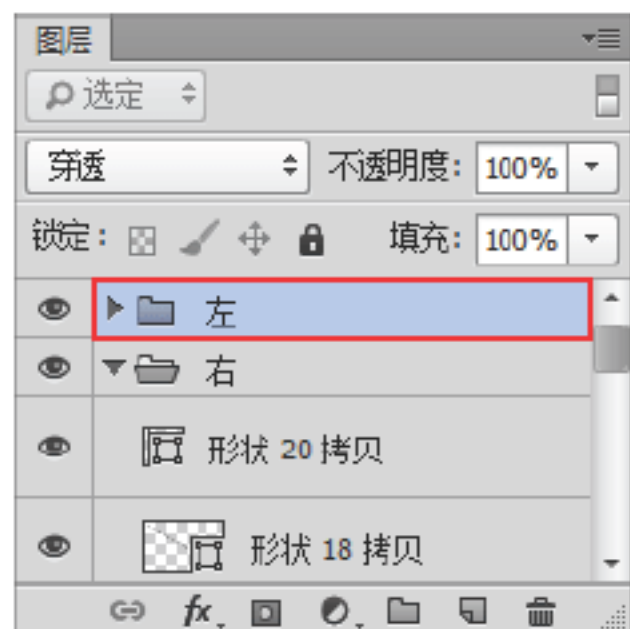 图层
选定
穿透 不透明度: 100%
锁定: 填充: 100%
左
右
形状 20 拷贝
形状 18 拷贝
fx.